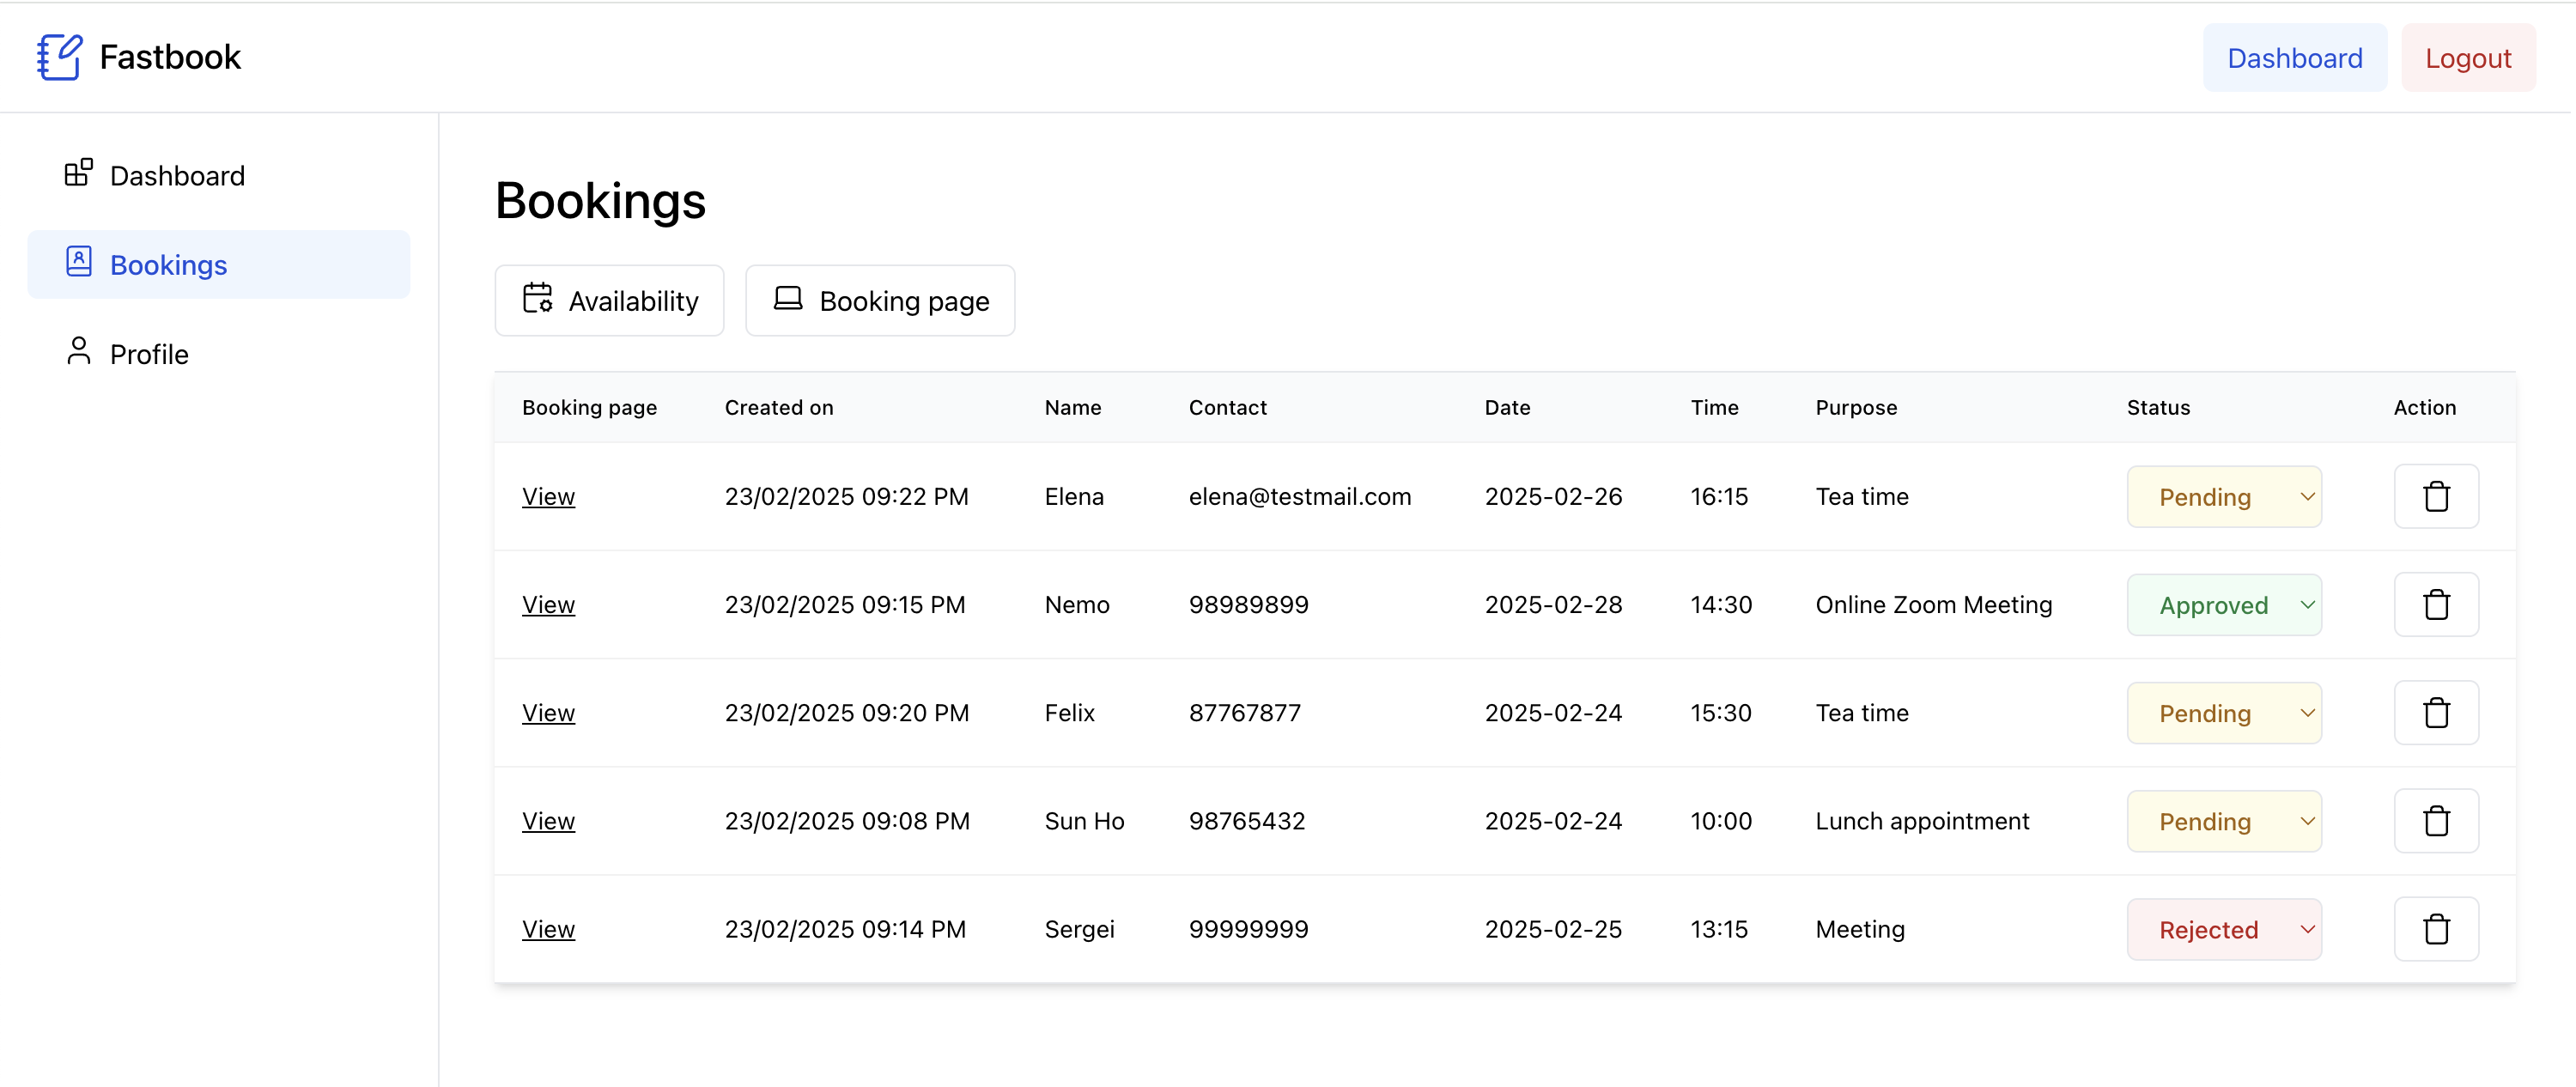 Fastbook
Dashboard Logout
Dashboard
Bookings
Profile
Bookings
Availability Booking page
Booking page Created on Name Contact Date Time Purpose Status Action
View 23/02/2025 09:22 PM Elena elena@testmail.com 2025-02-26 16:15 Tea time Pending
View 23/02/2025 09:15 PM Nemo 98989899 2025-02-28 14:30 Online Zoom Meeting Approved
View 23/02/2025 09:20 PM Felix 87767877 2025-02-24 15:30 Tea time Pending
View 23/02/2025 09:08 PM Sun Ho 98765432 2025-02-24 10:00 Lunch appointment Pending
View 23/02/2025 09:14 PM Sergei 99999999 2025-02-25 13:15 Meeting Rejected